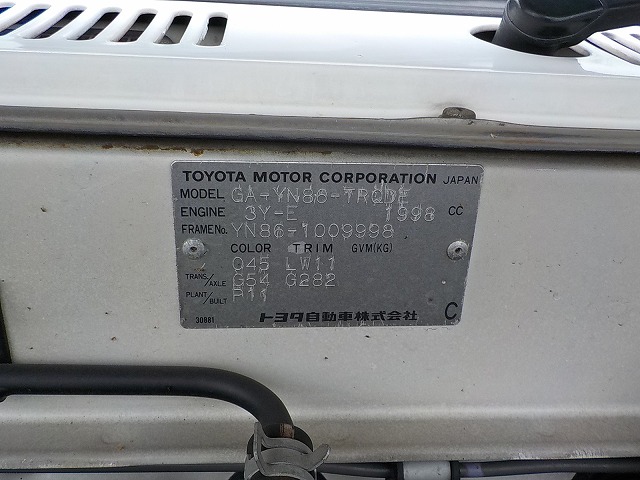 TOYOTA MOTOR CORPORATION JAPAN
MODEL GA-YN86-TRQDE
ENGINE 3Y-E 1998 CC
FRAME No. YN86-1009998
COLOR TRIM GVM(KG)
045 LW11
TRANS./AXLE G54 G282
PLANT/BUILT P11
30881 トヨタ自動車株式会社 C